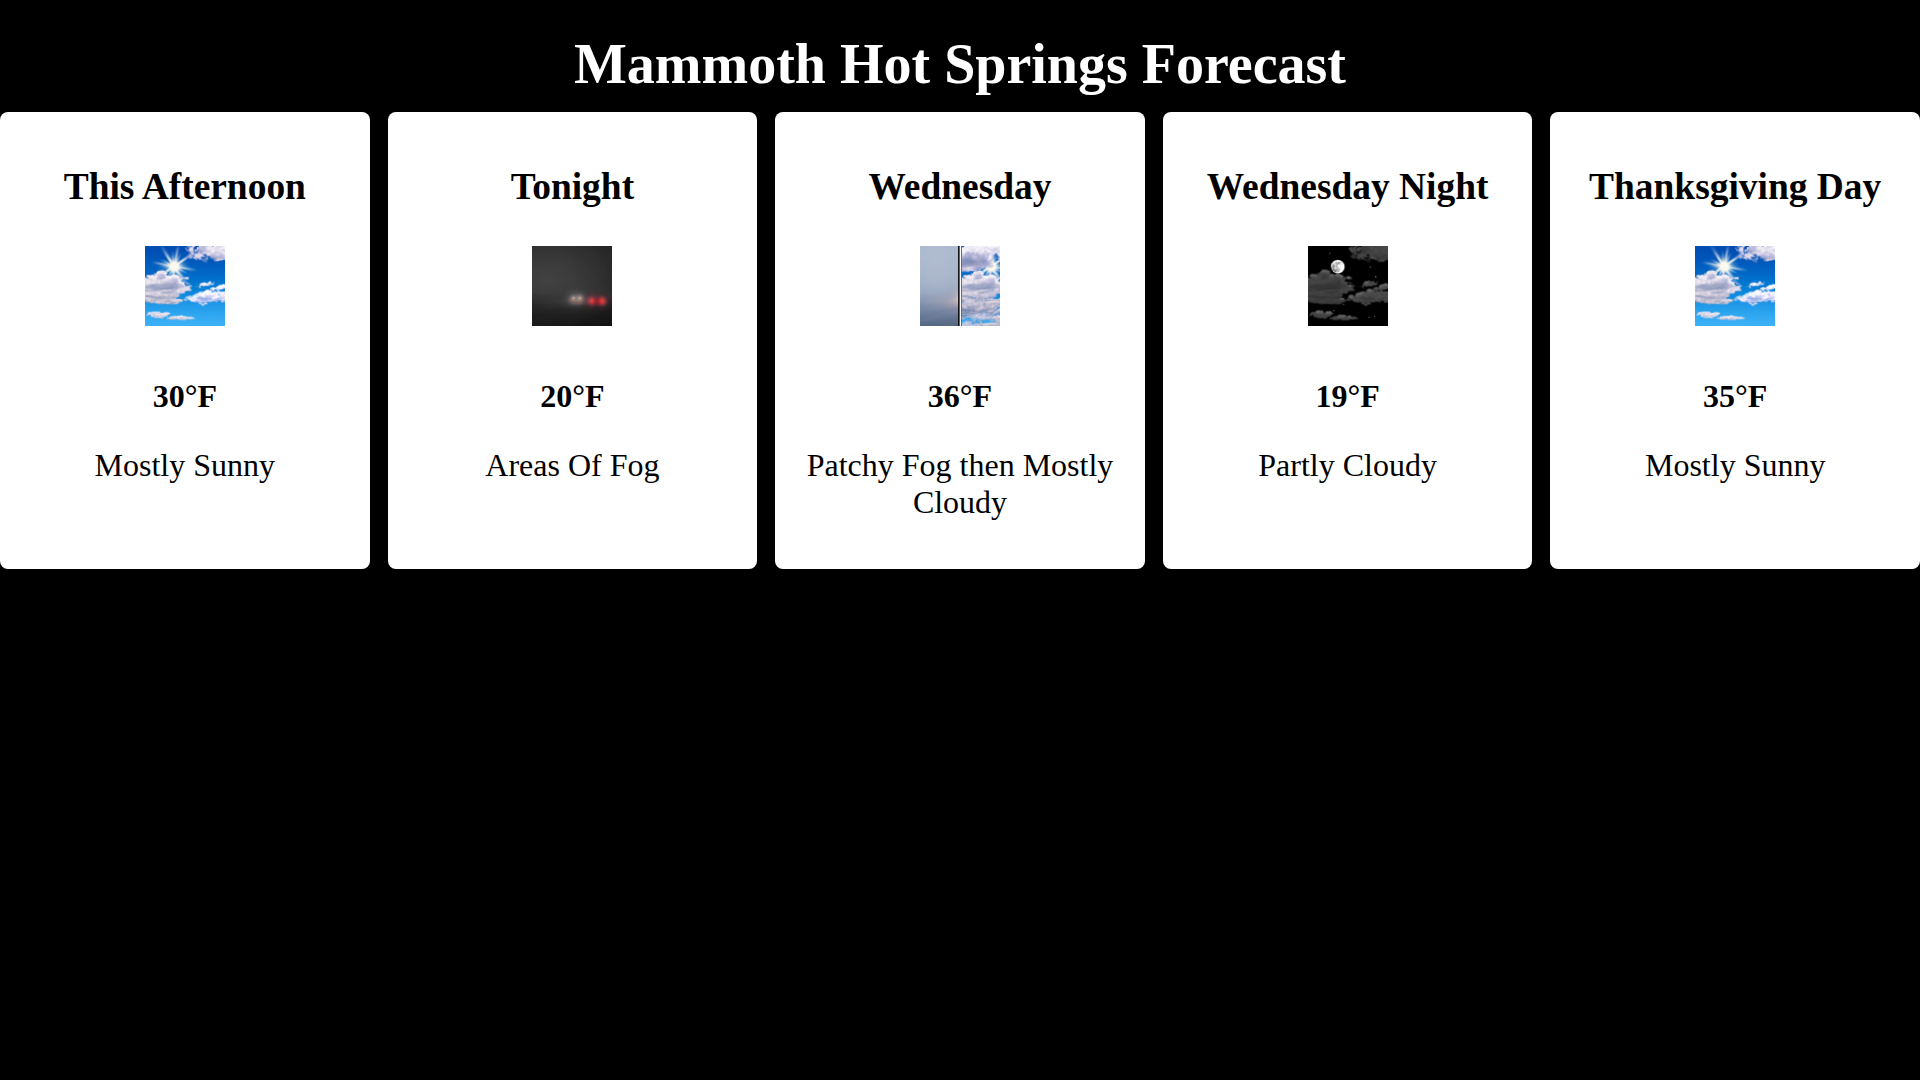 Mammoth Hot Springs Forecast
This Afternoon
30°F
Mostly Sunny
Tonight
20°F
Areas Of Fog
Wednesday
36°F
Patchy Fog then Mostly
Cloudy
Wednesday Night
19°F
Partly Cloudy
Thanksgiving Day
35°F
Mostly Sunny